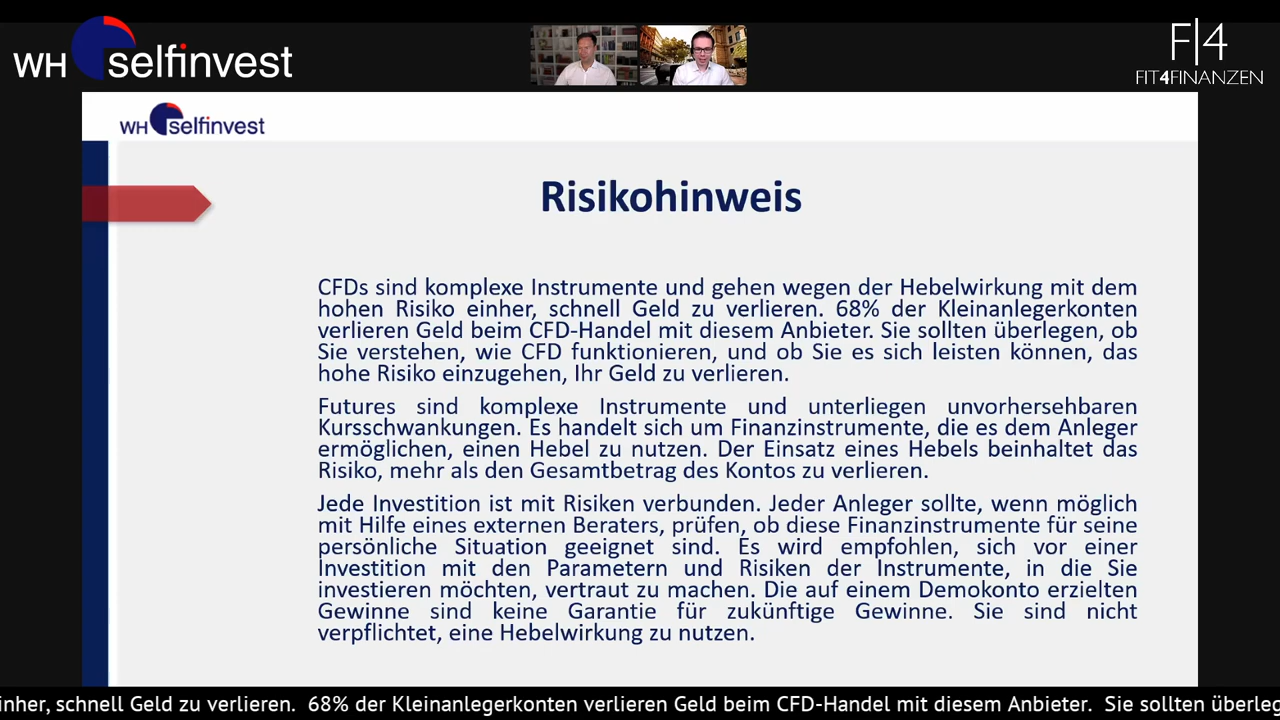 WH selfinvest
F|4
FIT4FINANZEN
WH selfinvest
Risikohinweis
CFDs sind komplexe Instrumente und gehen wegen der Hebelwirkung mit dem
hohen Risiko einher, schnell Geld zu verlieren. 68% der Kleinanlegerkonten
verlieren Geld beim CFD-Handel mit diesem Anbieter. Sie sollten überlegen, ob
Sie verstehen, wie CFD funktionieren, und ob Sie es sich leisten können, das
hohe Risiko einzugehen, Ihr Geld zu verlieren.
Futures sind komplexe Instrumente und unterliegen unvorhersehbaren
Kursschwankungen. Es handelt sich um Finanzinstrumente, die es dem Anleger
ermöglichen, einen Hebel zu nutzen. Der Einsatz eines Hebels beinhaltet das
Risiko, mehr als den Gesamtbetrag des Kontos zu verlieren.
Jede Investition ist mit Risiken verbunden. Jeder Anleger sollte, wenn möglich
mit Hilfe eines externen Beraters, prüfen, ob diese Finanzinstrumente für seine
persönliche Situation geeignet sind. Es wird empfohlen, sich vor einer
Investition mit den Parametern und Risiken der Instrumente, in die Sie
investieren möchten, vertraut zu machen. Die auf einem Demokonto erzielten
Gewinne sind keine Garantie für zukünftige Gewinne. Sie sind nicht
verpflichtet, eine Hebelwirkung zu nutzen.
inher, schnell Geld zu verlieren. 68% der Kleinanlegerkonten verlieren Geld beim CFD-Handel mit diesem Anbieter. Sie sollten überleg